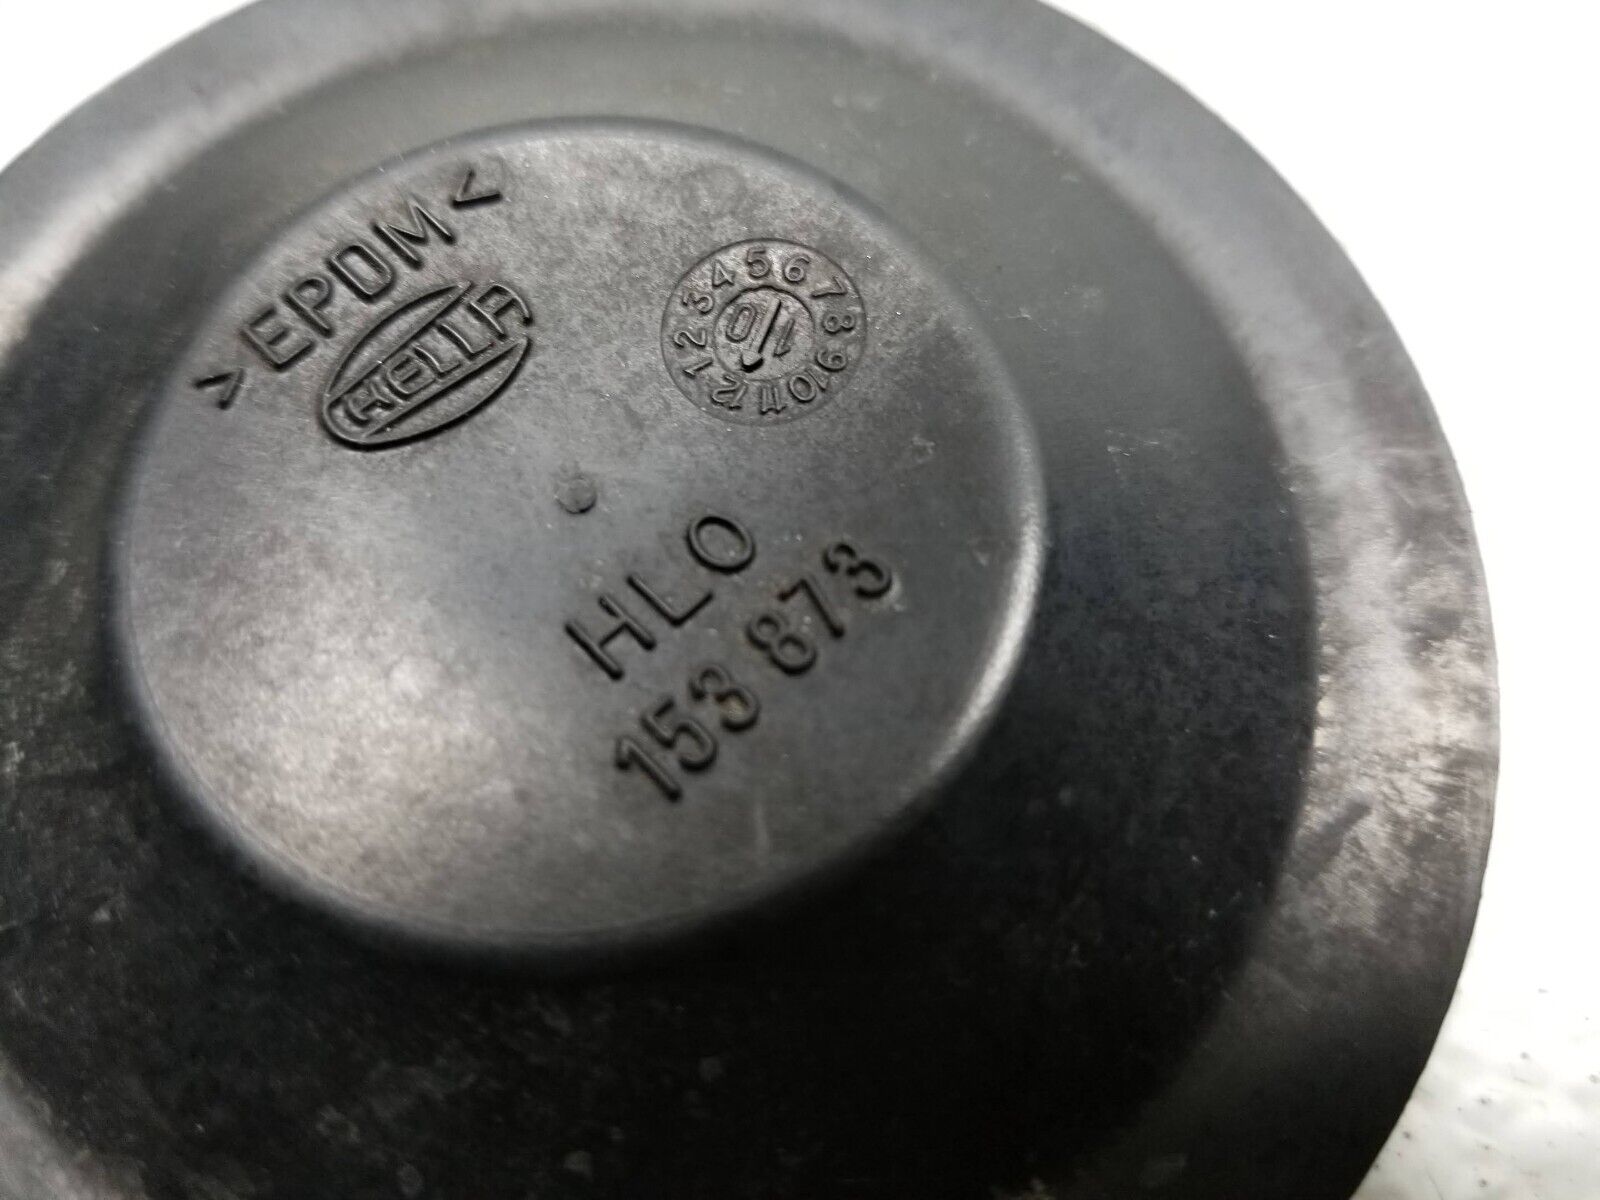 >EPDM<
HELLA
1 2 3 4 5 6 7 8 9 10 11 12
10
HLO
153 873